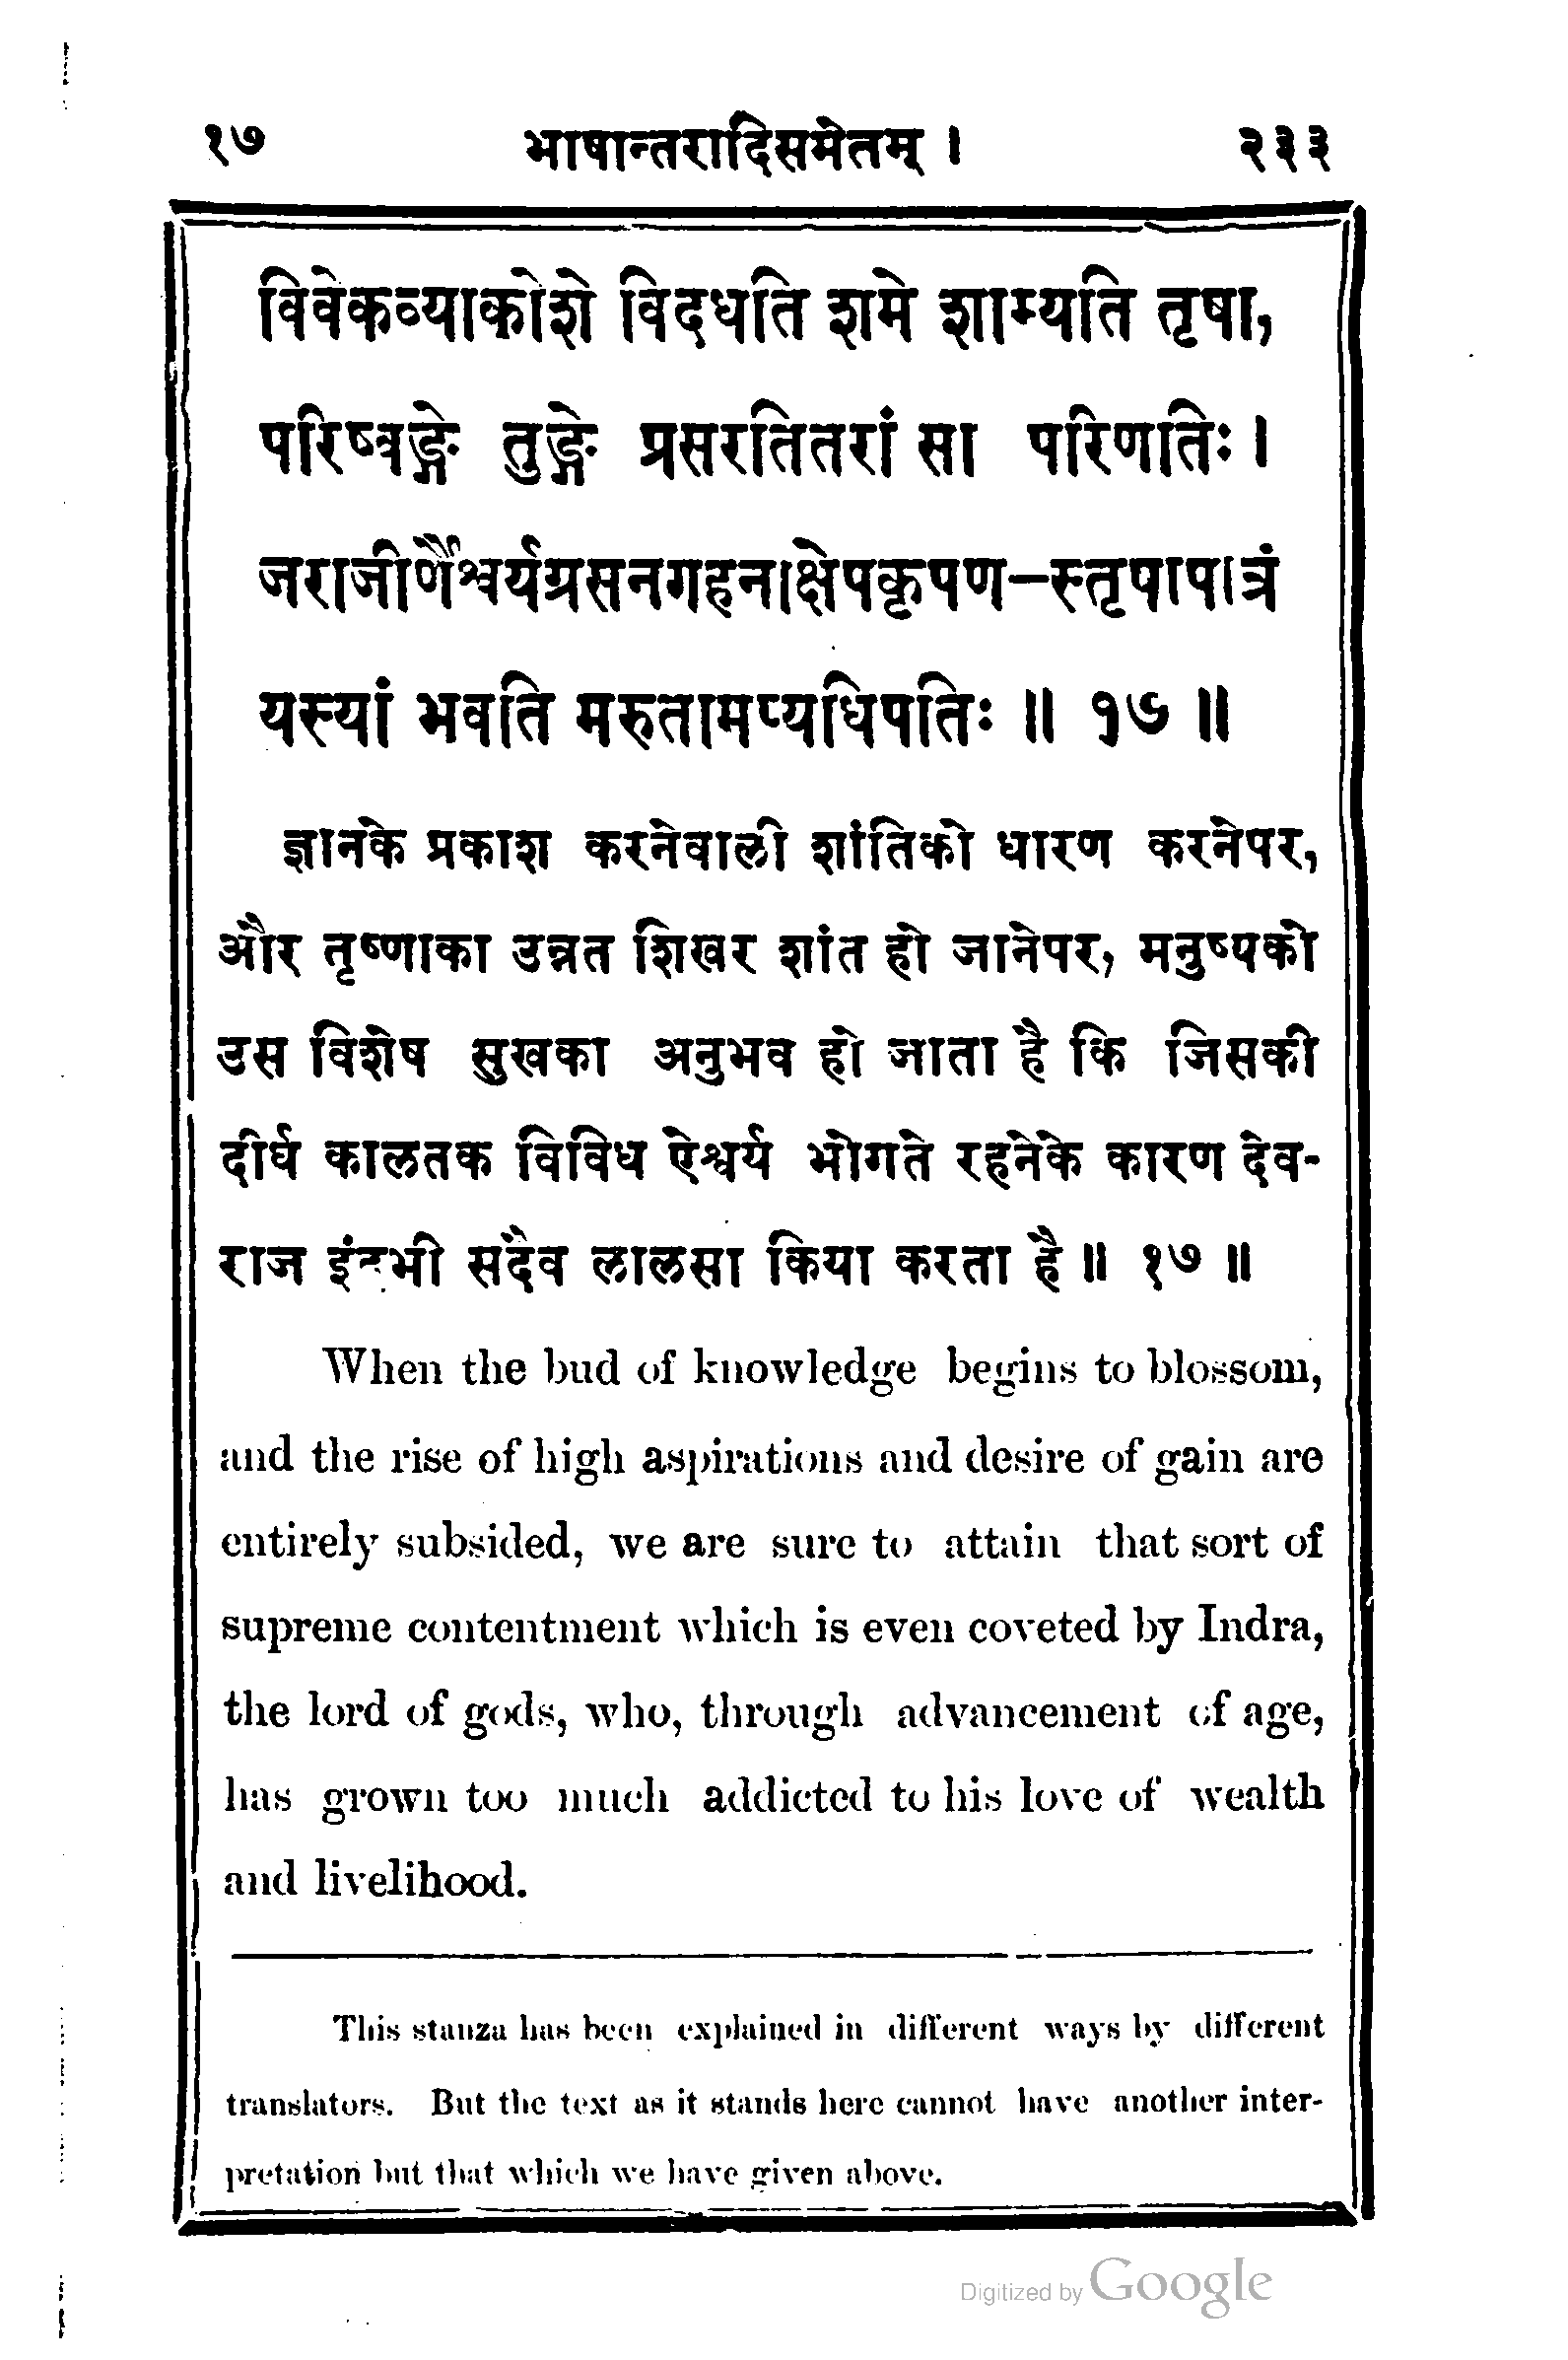 १७ भाषान्तरादिसमेतम् । २३३
विवेकव्याकोशे विदधति शमे शाम्यति तृषा,
परिष्वङ्गे तुङ्गे प्रसरतितरां सा परिणतिः ।
जराजीर्णैश्वर्यग्रसनगहनाक्षेपकृपण–स्तृषापात्रं
यस्यां भवति मरुतामप्यधिपतिः ॥ १७ ॥
ज्ञानके प्रकाश करनेवाली शांतिको धारण करनेपर,
और तृष्णाका उन्नत शिखर शांत हो जानेपर, मनुष्यको
उस विशेष सुखका अनुभव हो जाता है कि जिसकी
दीर्घ कालतक विविध ऐश्वर्य भोगते रहनेके कारण देव-
राज इंन्द्रभी सदैव लालसा किया करता है ॥ १७ ॥
When the bud of knowledge begins to blossom,
and the rise of high aspirations and desire of gain are
entirely subsided, we are sure to attain that sort of
supreme contentment which is even coveted by Indra,
the lord of gods, who, through advancement of age,
has grown too much addicted to his love of wealth
and livelihood.
This stanza has been explained in different ways by different
translators. But the text as it stands here cannot have another inter-
pretation but that which we have given above.
Digitized by Google